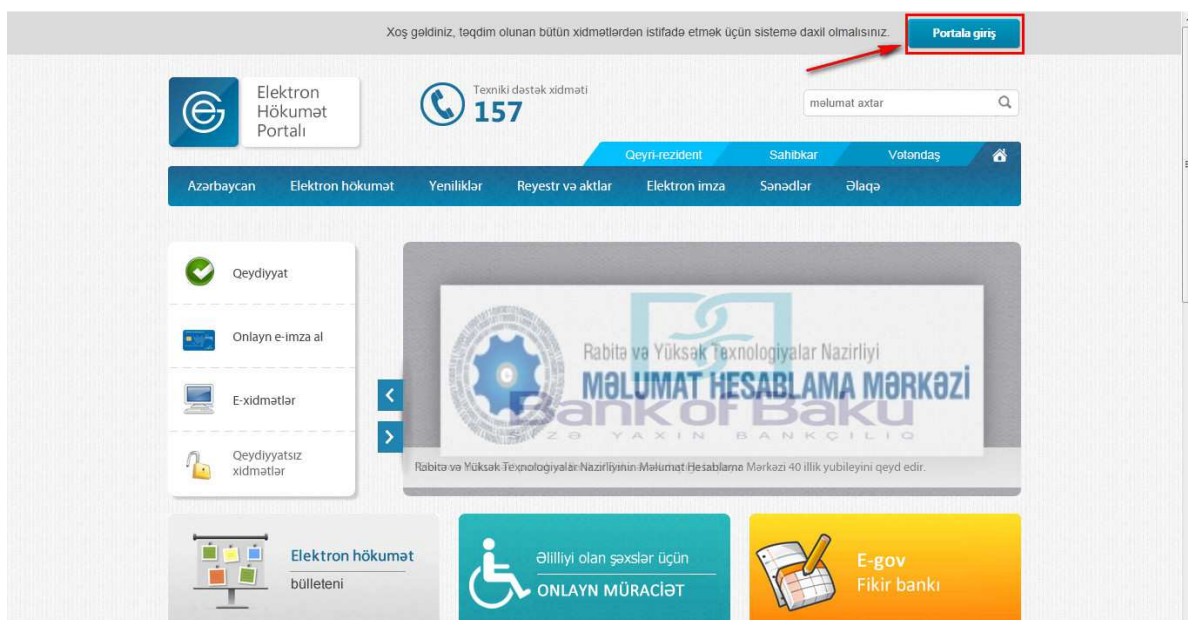 Xoş gəldiniz, təqdim olunan bütün xidmətlərdən istifadə etmək üçün sistemə daxil olmalısınız.
Portala giriş
Elektron
Hökumət
Portalı
Texniki dəstək xidməti
157
məlumat axtar
Qeyri-rezident
Sahibkar
Vətəndaş
Azərbaycan
Elektron hökumət
Yeniliklər
Reyestr və aktlar
Elektron imza
Sənədlər
Əlaqə
Qeydiyyat
Onlayn e-imza al
E-xidmətlər
Qeydiyyatsız
xidmətlər
Rabitə və Yüksək Texnologiyalar Nazirliyi
MƏLUMAT HESABLAMA MƏRKƏZİ
Bank of Baku
SİZƏ YAXIN BANKÇILIQ
Rabitə və Yüksək Texnologiyalar Nazirliyinin Məlumat Hesablama Mərkəzi 40 illik yubileyini qeyd edir.
Elektron hökumət
bülleteni
Əlilliyi olan şəxslər üçün
ONLAYN MÜRACİƏT
E-gov
Fikir bankı